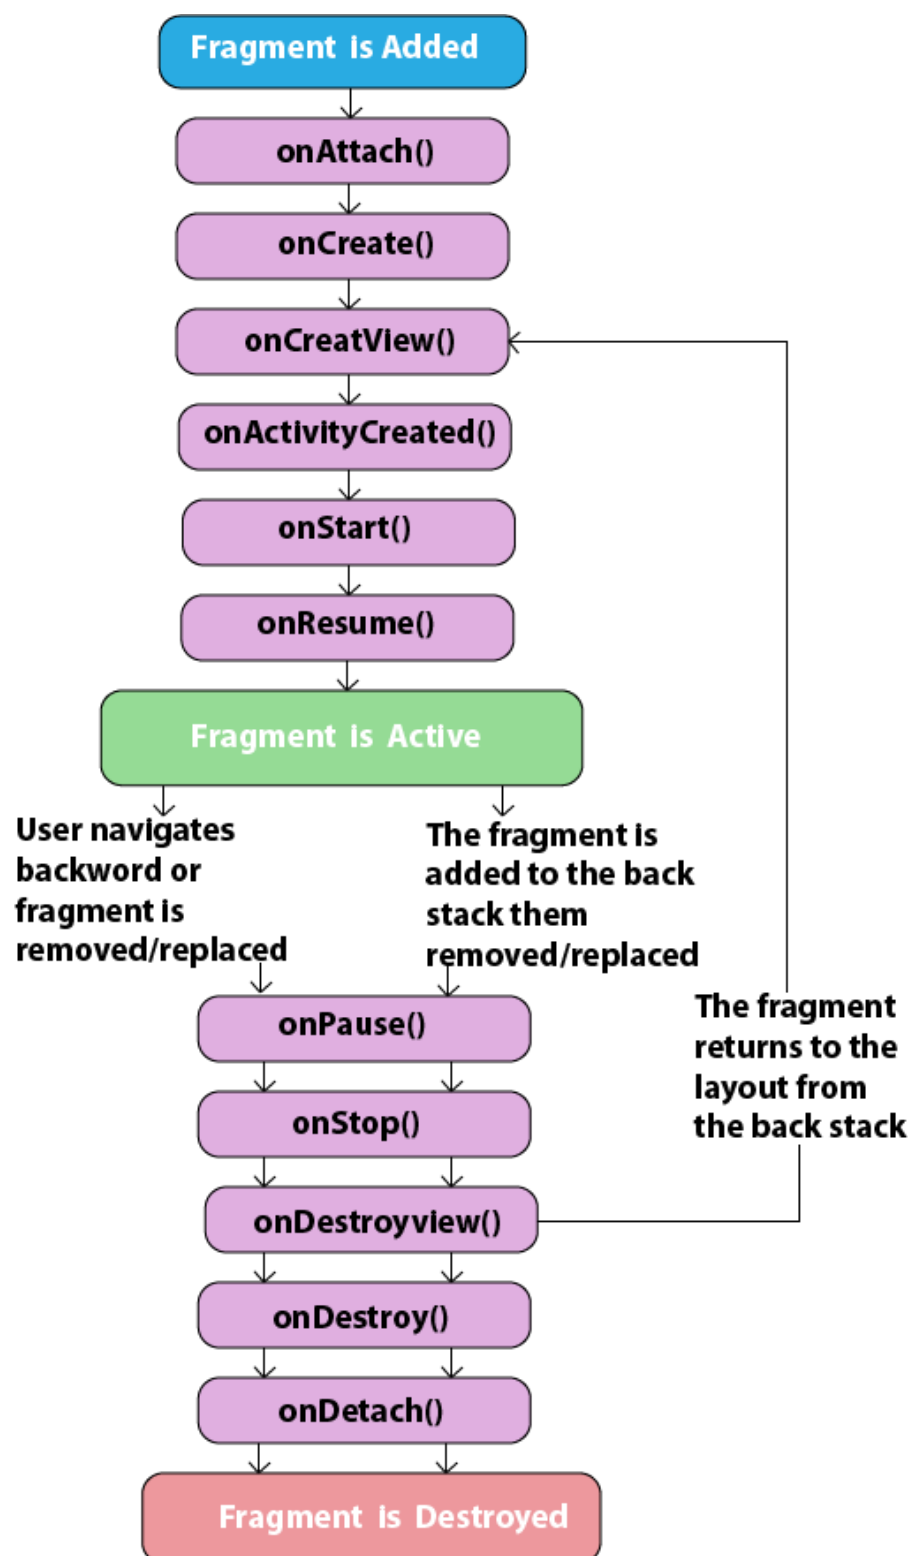 Fragment is Added
onAttach()
onCreate()
onCreatView()
onActivityCreated()
onStart()
onResume()
Fragment is Active
User navigates
backword or
fragment is
removed/replaced
The fragment is
added to the back
stack them
removed/replaced
The fragment
returns to the
layout from
the back stack
onPause()
onStop()
onDestroyview()
onDestroy()
onDetach()
Fragment is Destroyed